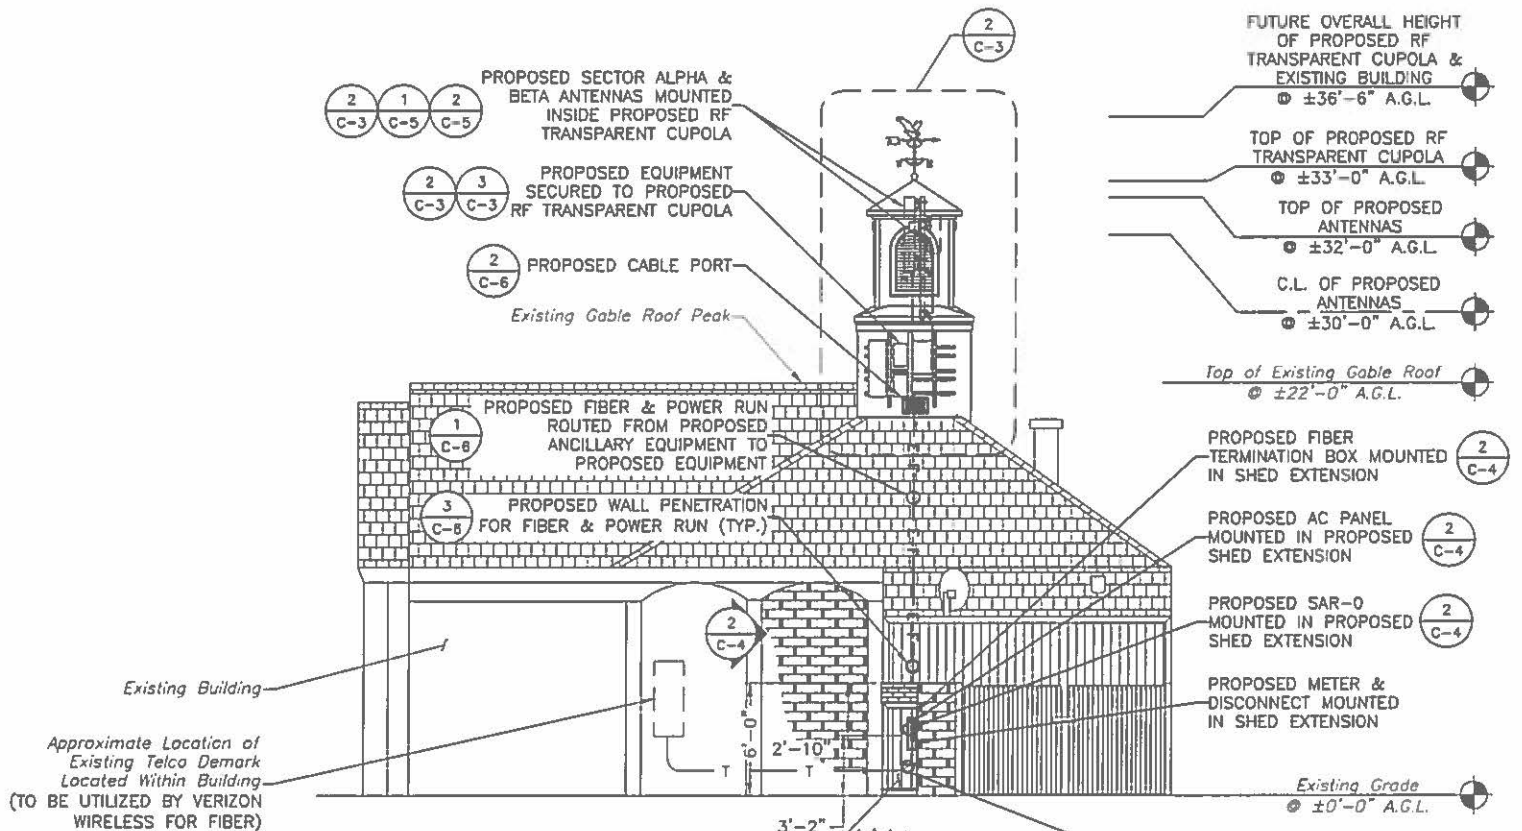 2
C-3
FUTURE OVERALL HEIGHT
OF PROPOSED RF
TRANSPARENT CUPOLA &
EXISTING BUILDING
@ ±36'-6" A.G.L.
2
C-3
1
C-5
2
C-5
PROPOSED SECTOR ALPHA &
BETA ANTENNAS MOUNTED
INSIDE PROPOSED RF
TRANSPARENT CUPOLA
TOP OF PROPOSED RF
TRANSPARENT CUPOLA
@ ±33'-0" A.G.L.
2
C-3
3
C-3
PROPOSED EQUIPMENT
SECURED TO PROPOSED
RF TRANSPARENT CUPOLA
TOP OF PROPOSED
ANTENNAS
@ ±32'-0" A.G.L.
2
C-6
PROPOSED CABLE PORT
C.L. OF PROPOSED
ANTENNAS
@ ±30'-0" A.G.L.
Existing Gable Roof Peak
Top of Existing Gable Roof
@ ±22'-0" A.G.L.
1
C-6
PROPOSED FIBER & POWER RUN
ROUTED FROM PROPOSED
ANCILLARY EQUIPMENT TO
PROPOSED EQUIPMENT
PROPOSED FIBER
TERMINATION BOX MOUNTED
IN SHED EXTENSION
2
C-4
3
PROPOSED WALL PENETRATION
FOR FIBER & POWER RUN (TYP.)
PROPOSED AC PANEL
MOUNTED IN PROPOSED
SHED EXTENSION
2
C-4
PROPOSED SAR-O
MOUNTED IN PROPOSED
SHED EXTENSION
2
C-4
2
C-4
Existing Building
PROPOSED METER &
DISCONNECT MOUNTED
IN SHED EXTENSION
6'-0"
2'-10"
T
T
Approximate Location of
Existing Telco Demark
Located Within Building
(TO BE UTILIZED BY VERIZON
WIRELESS FOR FIBER)
Existing Grade
@ ±0'-0" A.G.L.
3'-2"